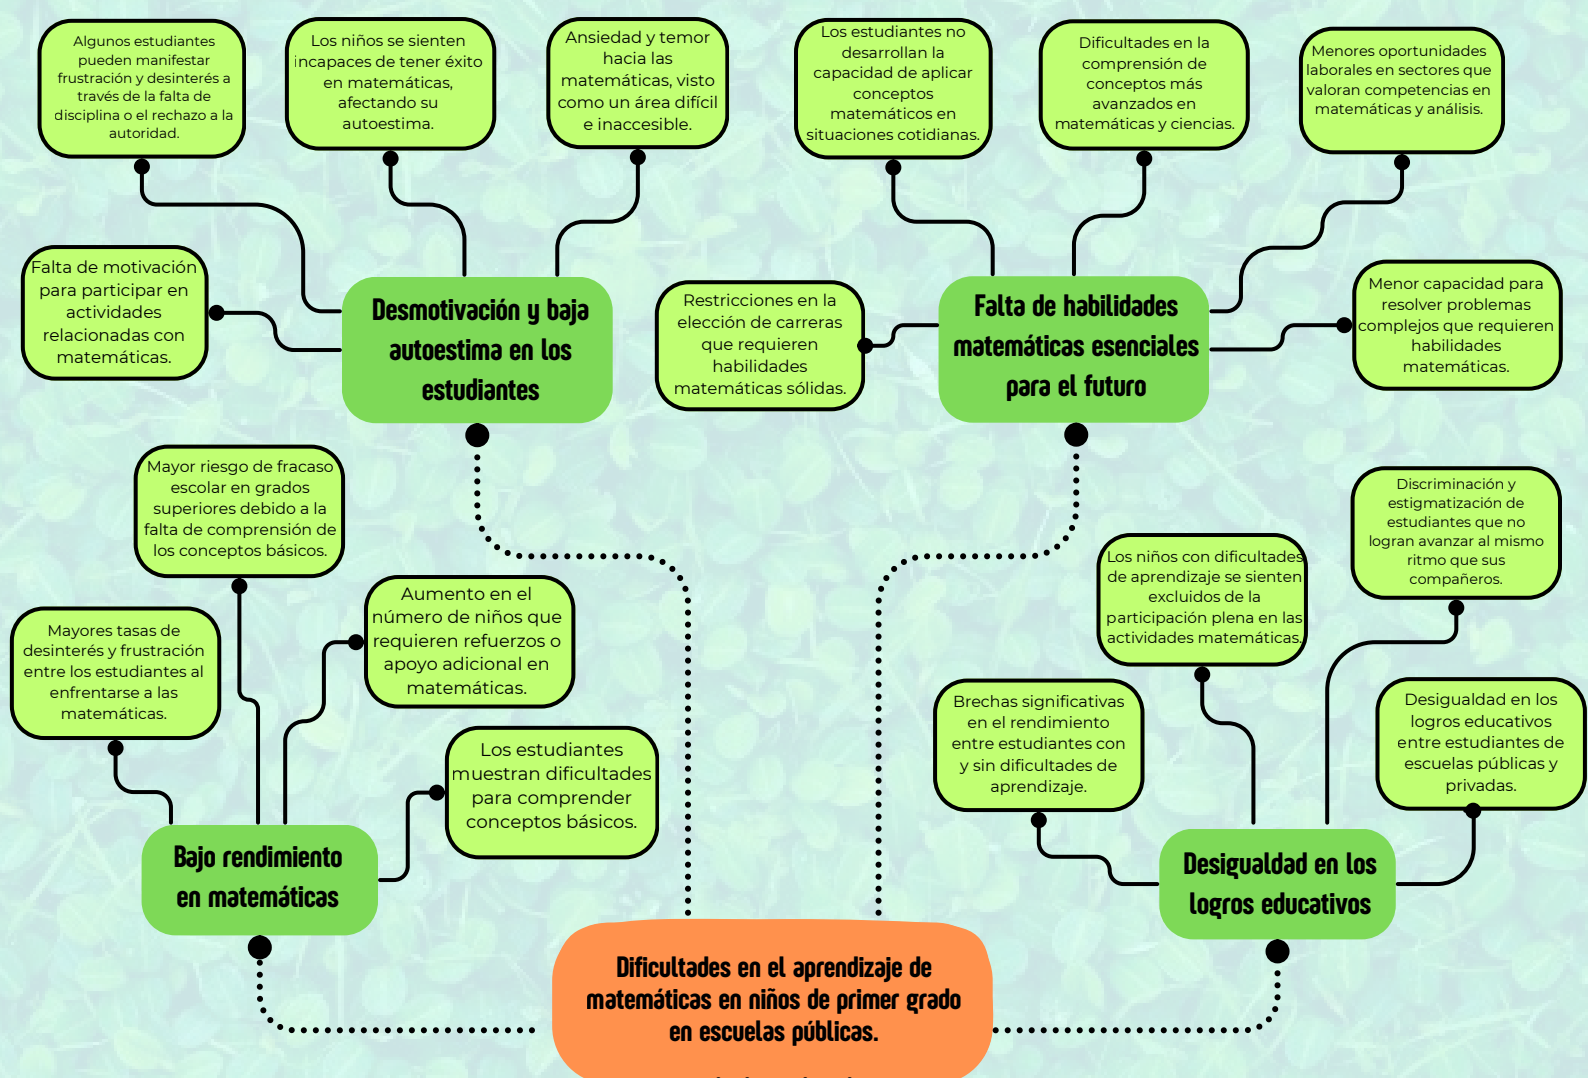 Algunos estudiantes
pueden manifestar
frustración y desinterés a
través de la falta de
disciplina o el rechazo a la
autoridad.
Los niños se sienten
incapaces de tener éxito
en matemáticas,
afectando su
autoestima.
Ansiedad y temor
hacia las
matemáticas, visto
como un área difícil
e inaccesible.
Los estudiantes no
desarrollan la
capacidad de aplicar
conceptos
matemáticos en
situaciones cotidianas.
Dificultades en la
comprensión de
conceptos más
avanzados en
matemáticas y ciencias.
Menores oportunidades
laborales en sectores que
valoran competencias en
matemáticas y análisis.
Falta de motivación
para participar en
actividades
relacionadas con
matemáticas.
Desmotivación y baja
autoestima en los
estudiantes
Restricciones en la
elección de carreras
que requieren
habilidades
matemáticas sólidas.
Falta de habilidades
matemáticas esenciales
para el futuro
Menor capacidad para
resolver problemas
complejos que requieren
habilidades
matemáticas.
Mayor riesgo de fracaso
escolar en grados
superiores debido a la
falta de comprensión de
los conceptos básicos.
Aumento en el
número de niños que
requieren refuerzos o
apoyo adicional en
matemáticas.
Mayores tasas de
desinterés y frustración
entre los estudiantes al
enfrentarse a las
matemáticas.
Los estudiantes
muestran dificultades
para comprender
conceptos básicos.
Bajo rendimiento
en matemáticas
Discriminación y
estigmatización de
estudiantes que no
logran avanzar al mismo
ritmo que sus
compañeros.
Los niños con dificultades
de aprendizaje se sienten
excluidos de la
participación plena en las
actividades matemáticas.
Brechas significativas
en el rendimiento
entre estudiantes con
y sin dificultades de
aprendizaje.
Desigualdad en los
logros educativos
entre estudiantes de
escuelas públicas y
privadas.
Desigualdad en los
logros educativos
Dificultades en el aprendizaje de
matemáticas en niños de primer grado
en escuelas públicas.